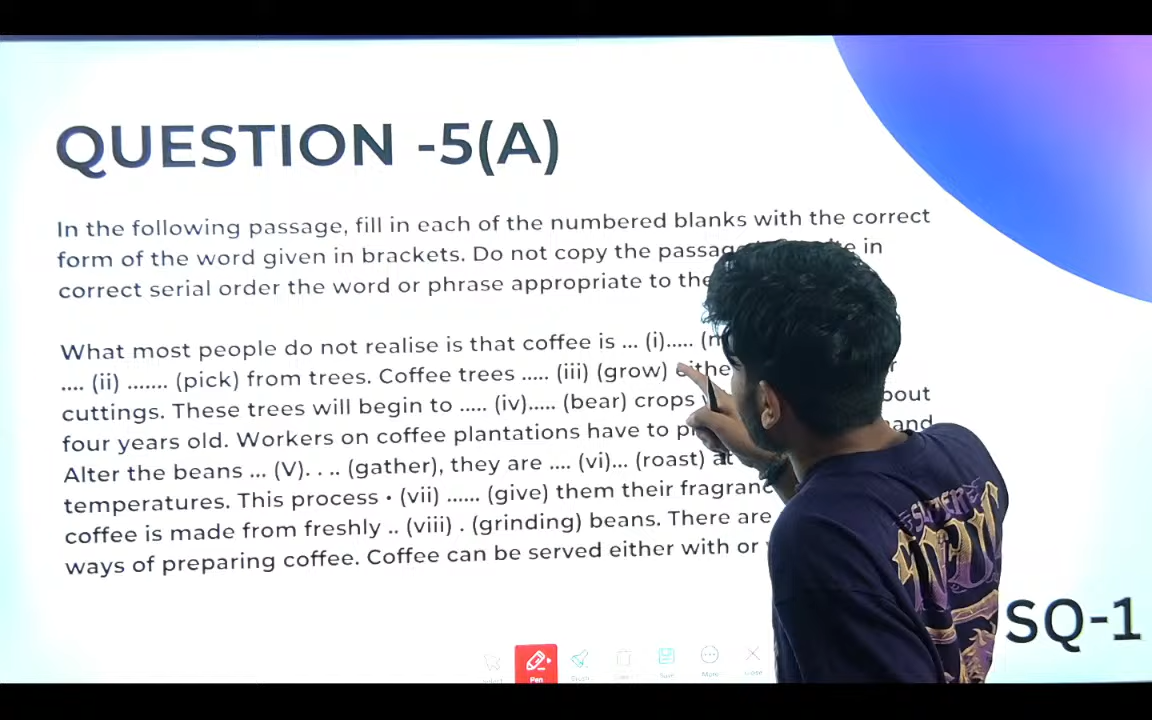 QUESTION -5(A)
In the following passage, fill in each of the numbered blanks with the correct
form of the word given in brackets. Do not copy the passage in
correct serial order the word or phrase appropriate to the
What most people do not realise is that coffee is ... (i).....
.... (ii) ....... (pick) from trees. Coffee trees ..... (iii) (grow)
cuttings. These trees will begin to ..... (iv)..... (bear) crops
four years old. Workers on coffee plantations have to
Alter the beans ... (V). . .. (gather), they are .... (vi)... (roast) at
temperatures. This process • (vii) ...... (give) them their
coffee is made from freshly .. (viii) . (grinding) beans. There are
ways of preparing coffee. Coffee can be served either with or
SQ-1
Pen